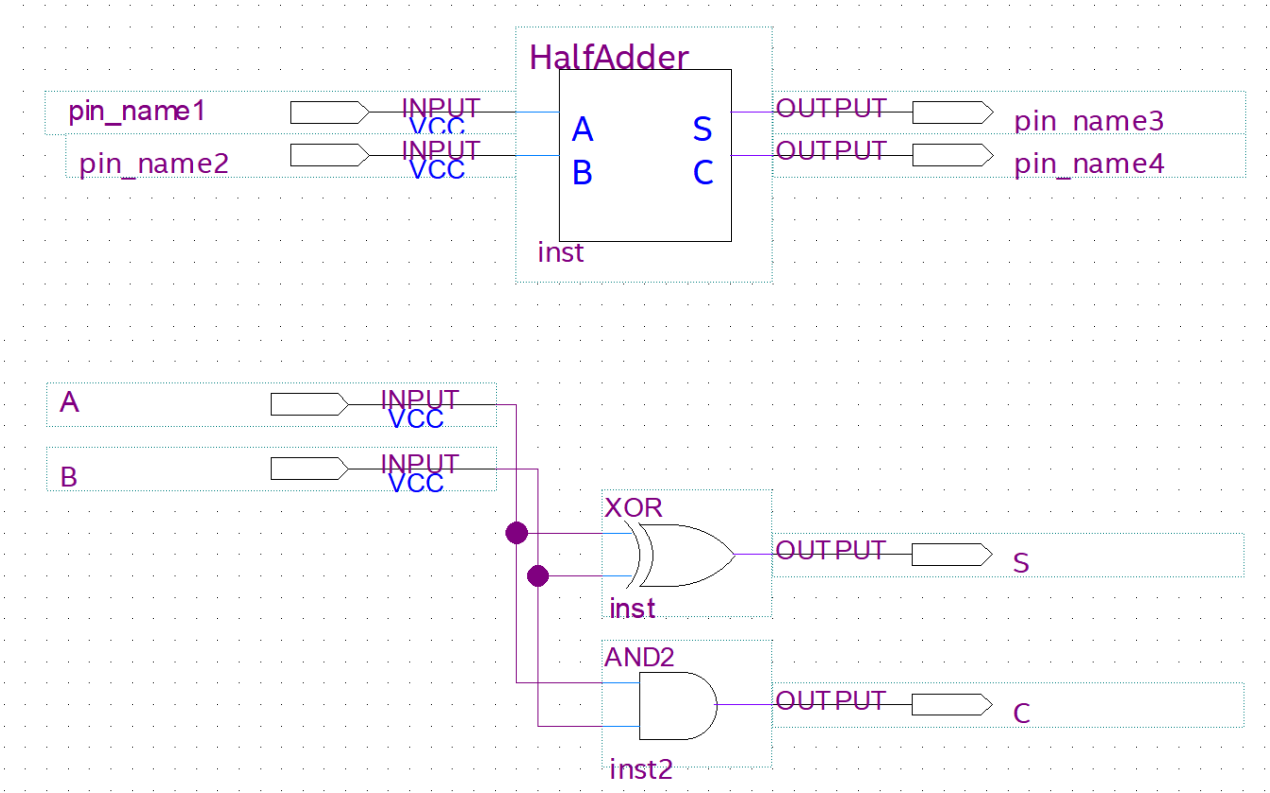 HalfAdder
pin_name1 INPUT VCC A S OUTPUT pin_name3
pin_name2 INPUT VCC B C OUTPUT pin_name4
inst
A INPUT VCC
B INPUT VCC
XOR
OUTPUT S
inst
AND2
OUTPUT C
inst2